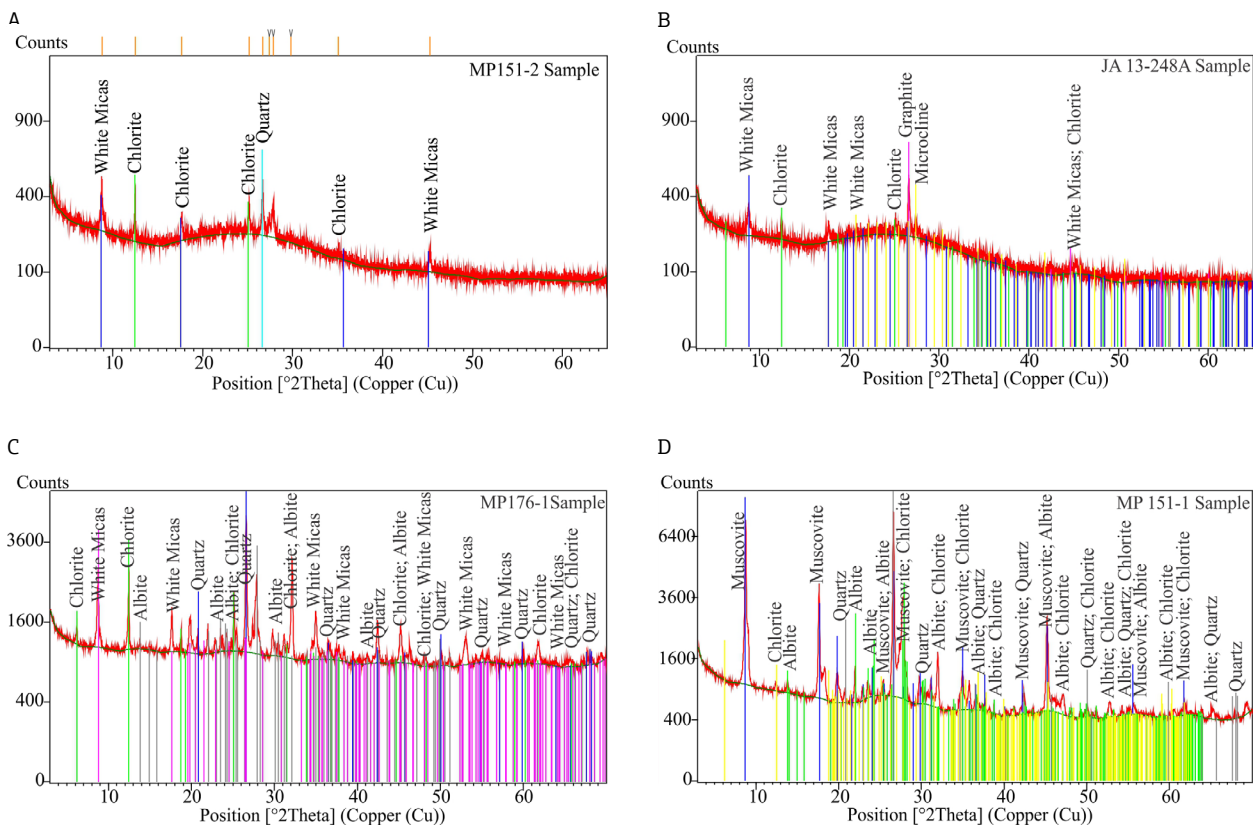 A
Counts
MP151-2 Sample
White Micas
Chlorite
Chlorite
Chlorite
Quartz
Chlorite
White Micas
900
400
100
0
10 20 30 40 50 60
Position [°2Theta] (Copper (Cu))
B
Counts
JA 13-248A Sample
White Micas
Chlorite
White Micas
White Micas
Chlorite
Graphite
Microcline
White Micas; Chlorite
900
400
100
0
10 20 30 40 50 60
Position [°2Theta] (Copper (Cu))
C
Counts
MP176-1Sample
Chlorite
White Micas
Chlorite
Albite
White Micas
Quartz
Albite
Albite; Chlorite
Quartz
Albite
Chlorite; Albite
White Micas
Quartz
White Micas
Albite
Quartz
Chlorite; Albite
Chlorite; White Micas
Quartz
White Micas
Quartz
White Micas
Quartz
Chlorite
White Micas
Quartz; Chlorite
Quartz
3600
1600
400
0
10 20 30 40 50 60
Position [°2Theta] (Copper (Cu))
D
Counts
MP 151-1 Sample
Muscovite
Chlorite
Albite
Muscovite
Quartz
Albite
Albite
Muscovite; Albite
Muscovite; Chlorite
Quartz
Albite; Chlorite
Muscovite; Chlorite
Albite; Quartz
Albite; Chlorite
Muscovite; Quartz
Muscovite; Albite
Albite; Chlorite
Quartz; Chlorite
Albite; Chlorite
Albite; Quartz; Chlorite
Muscovite; Albite
Albite; Chlorite
Muscovite; Chlorite
Albite; Quartz
Quartz
6400
3600
1600
400
0
10 20 30 40 50 60
Position [°2Theta] (Copper (Cu))